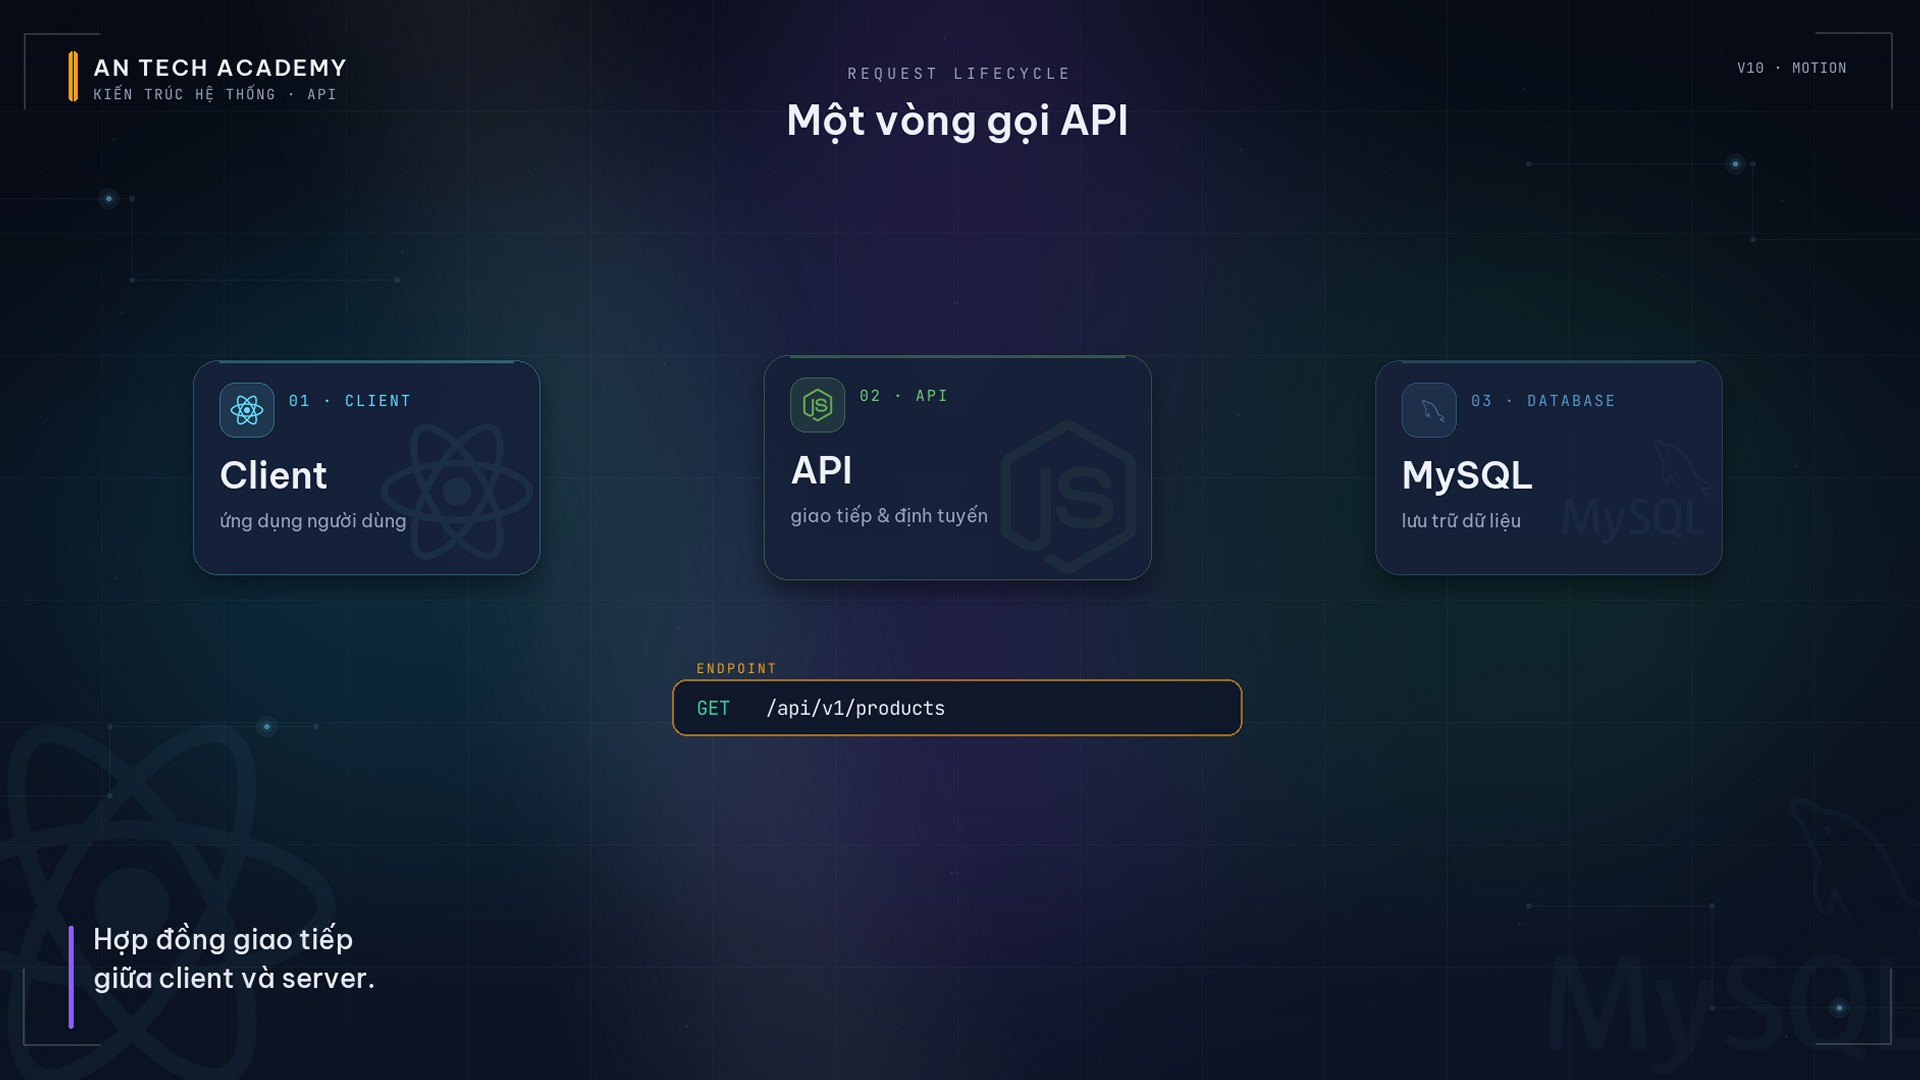 AN TECH ACADEMY
KIẾN TRÚC HỆ THỐNG · API
REQUEST LIFECYCLE
Một vòng gọi API
V10 · MOTION
01 · CLIENT
Client
ứng dụng người dùng
02 · API
JS
API
giao tiếp & định tuyến
JS
03 · DATABASE
MySQL
lưu trữ dữ liệu
MySQL
ENDPOINT
GET /api/v1/products
Hợp đồng giao tiếp
giữa client và server.
MySQL